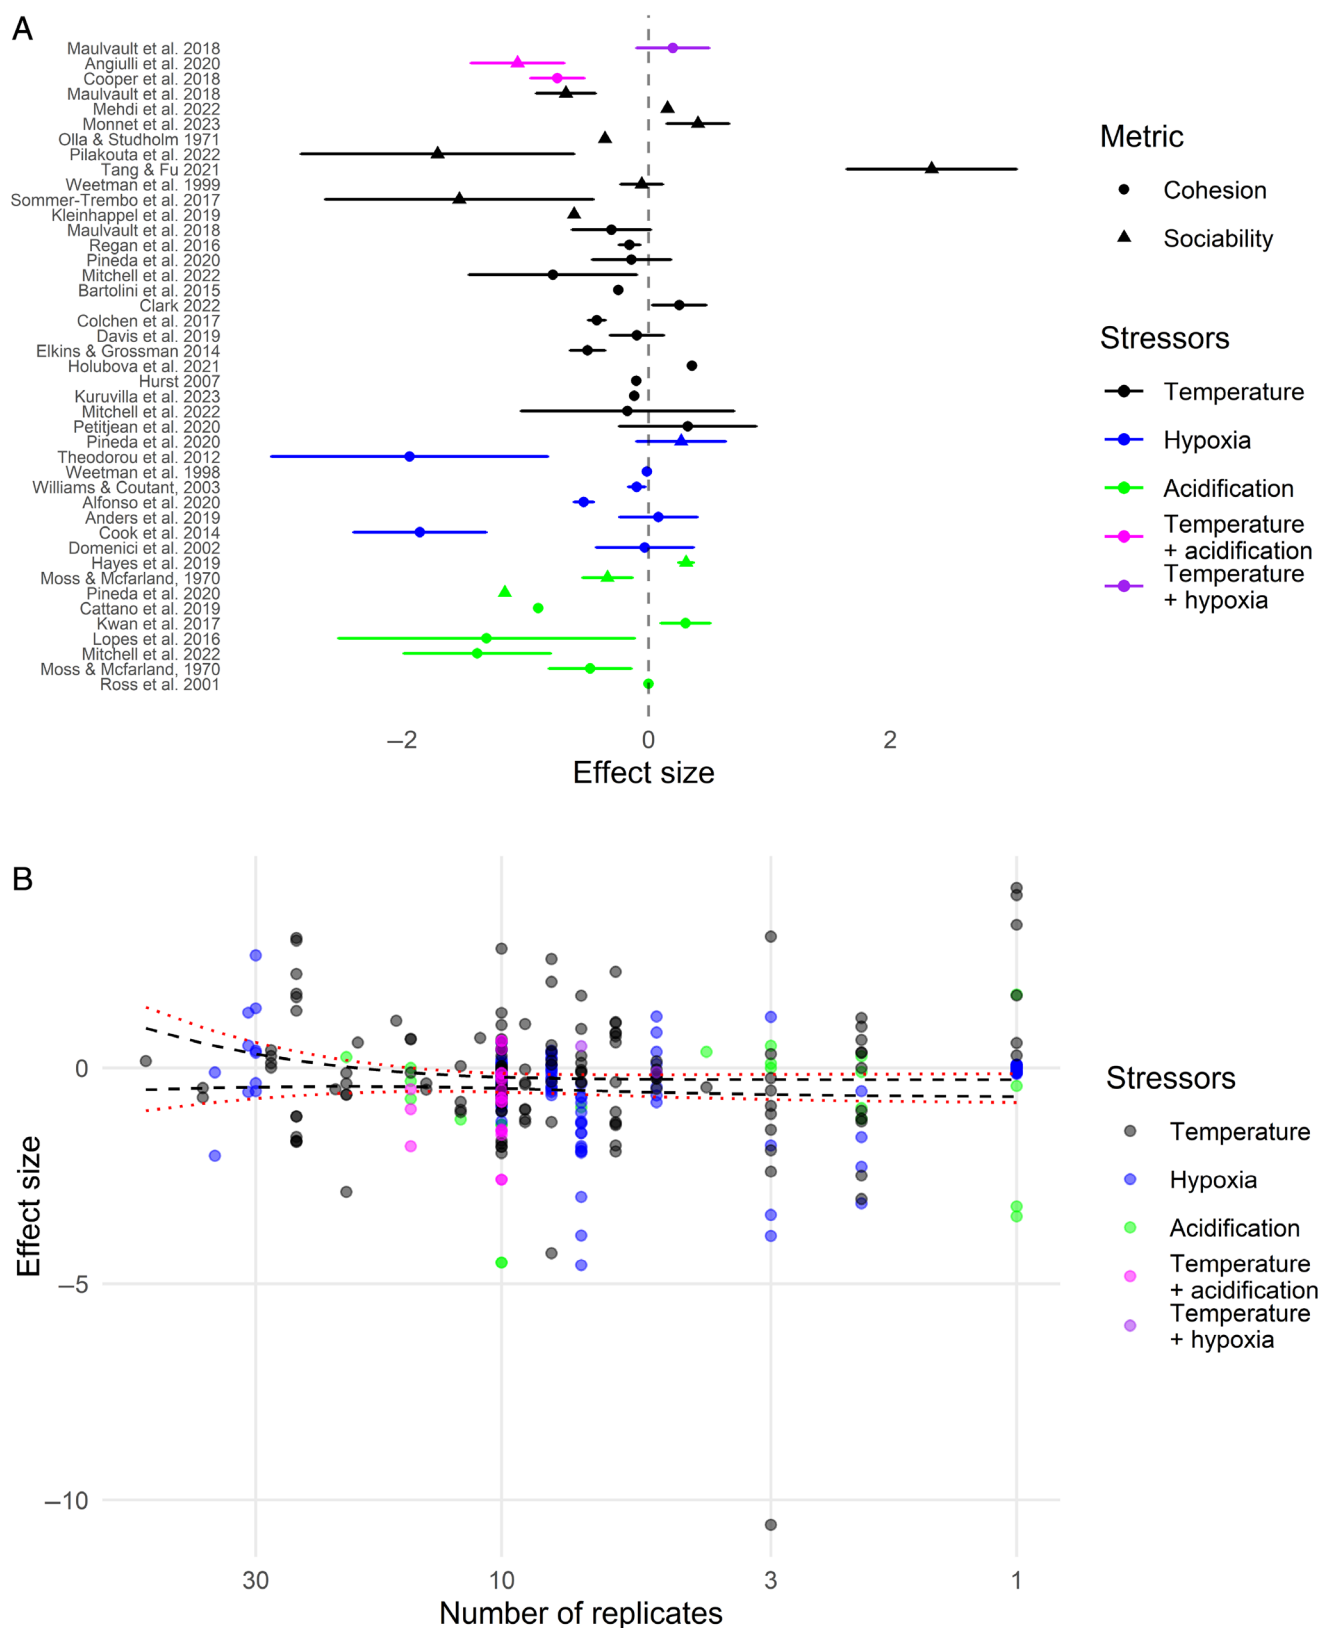 A
Maulvault et al. 2018
Angiulli et al. 2020
Cooper et al. 2018
Maulvault et al. 2018
Mehdi et al. 2022
Monnet et al. 2023
Olla & Studholm 1971
Pilakouta et al. 2022
Tang & Fu 2021
Weetman et al. 1999
Sommer-Trembo et al. 2017
Kleinhappel et al. 2019
Maulvault et al. 2018
Regan et al. 2016
Pineda et al. 2020
Mitchell et al. 2022
Bartolini et al. 2015
Clark 2022
Colchen et al. 2017
Davis et al. 2019
Elkins & Grossman 2014
Holubova et al. 2021
Hurst 2007
Kuruvilla et al. 2023
Mitchell et al. 2022
Petitjean et al. 2020
Pineda et al. 2020
Theodorou et al. 2012
Weetman et al. 1998
Williams & Coutant, 2003
Alfonso et al. 2020
Anders et al. 2019
Cook et al. 2014
Domenici et al. 2002
Hayes et al. 2019
Moss & Mcfarland, 1970
Pineda et al. 2020
Cattano et al. 2019
Kwan et al. 2017
Lopes et al. 2016
Mitchell et al. 2022
Moss & Mcfarland, 1970
Ross et al. 2001
−2
0
2
Effect size
Metric
Cohesion
Sociability
Stressors
Temperature
Hypoxia
Acidification
Temperature
+ acidification
Temperature
+ hypoxia
B
Effect size
0
−5
−10
30
10
3
1
Number of replicates
Stressors
Temperature
Hypoxia
Acidification
Temperature
+ acidification
Temperature
+ hypoxia